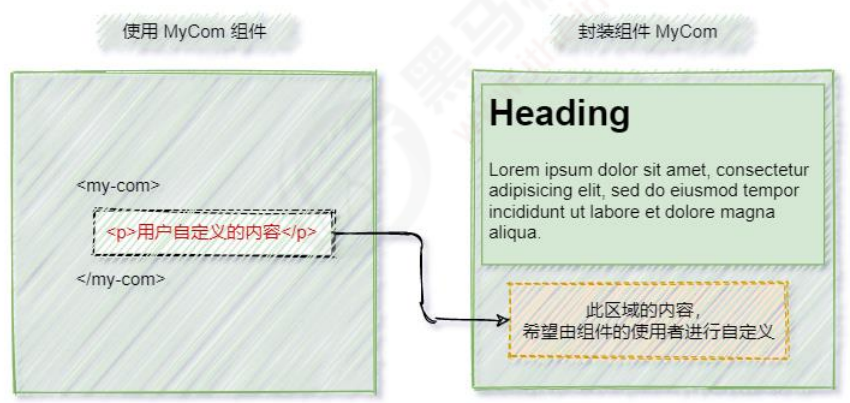 使用 MyCom 组件
封装组件 MyCom
<my-com>
<p>用户自定义的内容</p>
</my-com>
Heading
Lorem ipsum dolor sit amet, consectetur
adipisicing elit, sed do eiusmod tempor
incididunt ut labore et dolore magna
aliqua.
此区域的内容，
希望由组件的使用者进行自定义